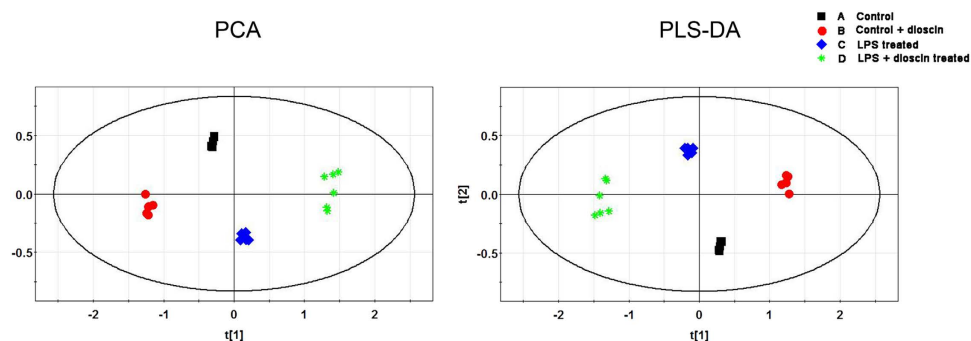 PCA
PLS-DA
A Control
B Control + dioscin
C LPS treated
D LPS + dioscin treated
0.5
0.0
-0.5
-2
-1
0
1
2
t[1]
t[2]
0.5
0.0
-0.5
-2
-1
0
1
2
t[1]